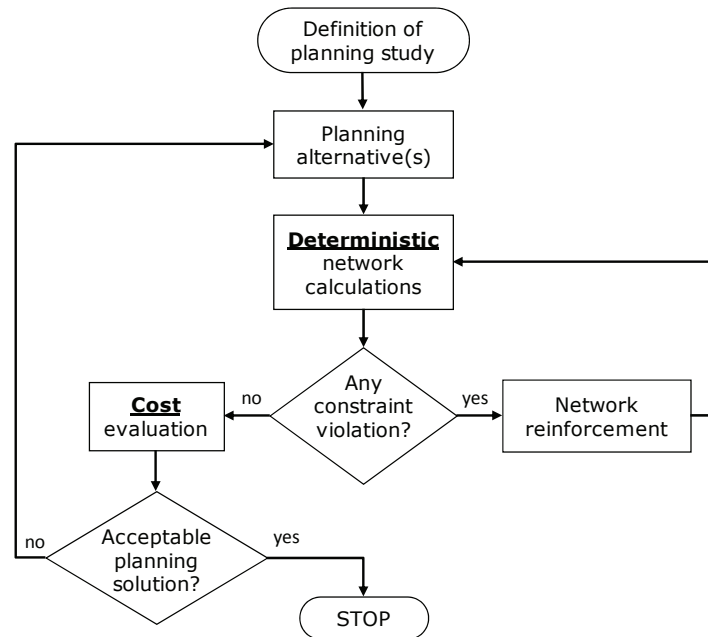 Definition of
planning study
Planning
alternative(s)
Deterministic
network
calculations
Any
constraint
violation?
no
yes
Cost
evaluation
Network
reinforcement
Acceptable
planning
solution?
no
yes
STOP